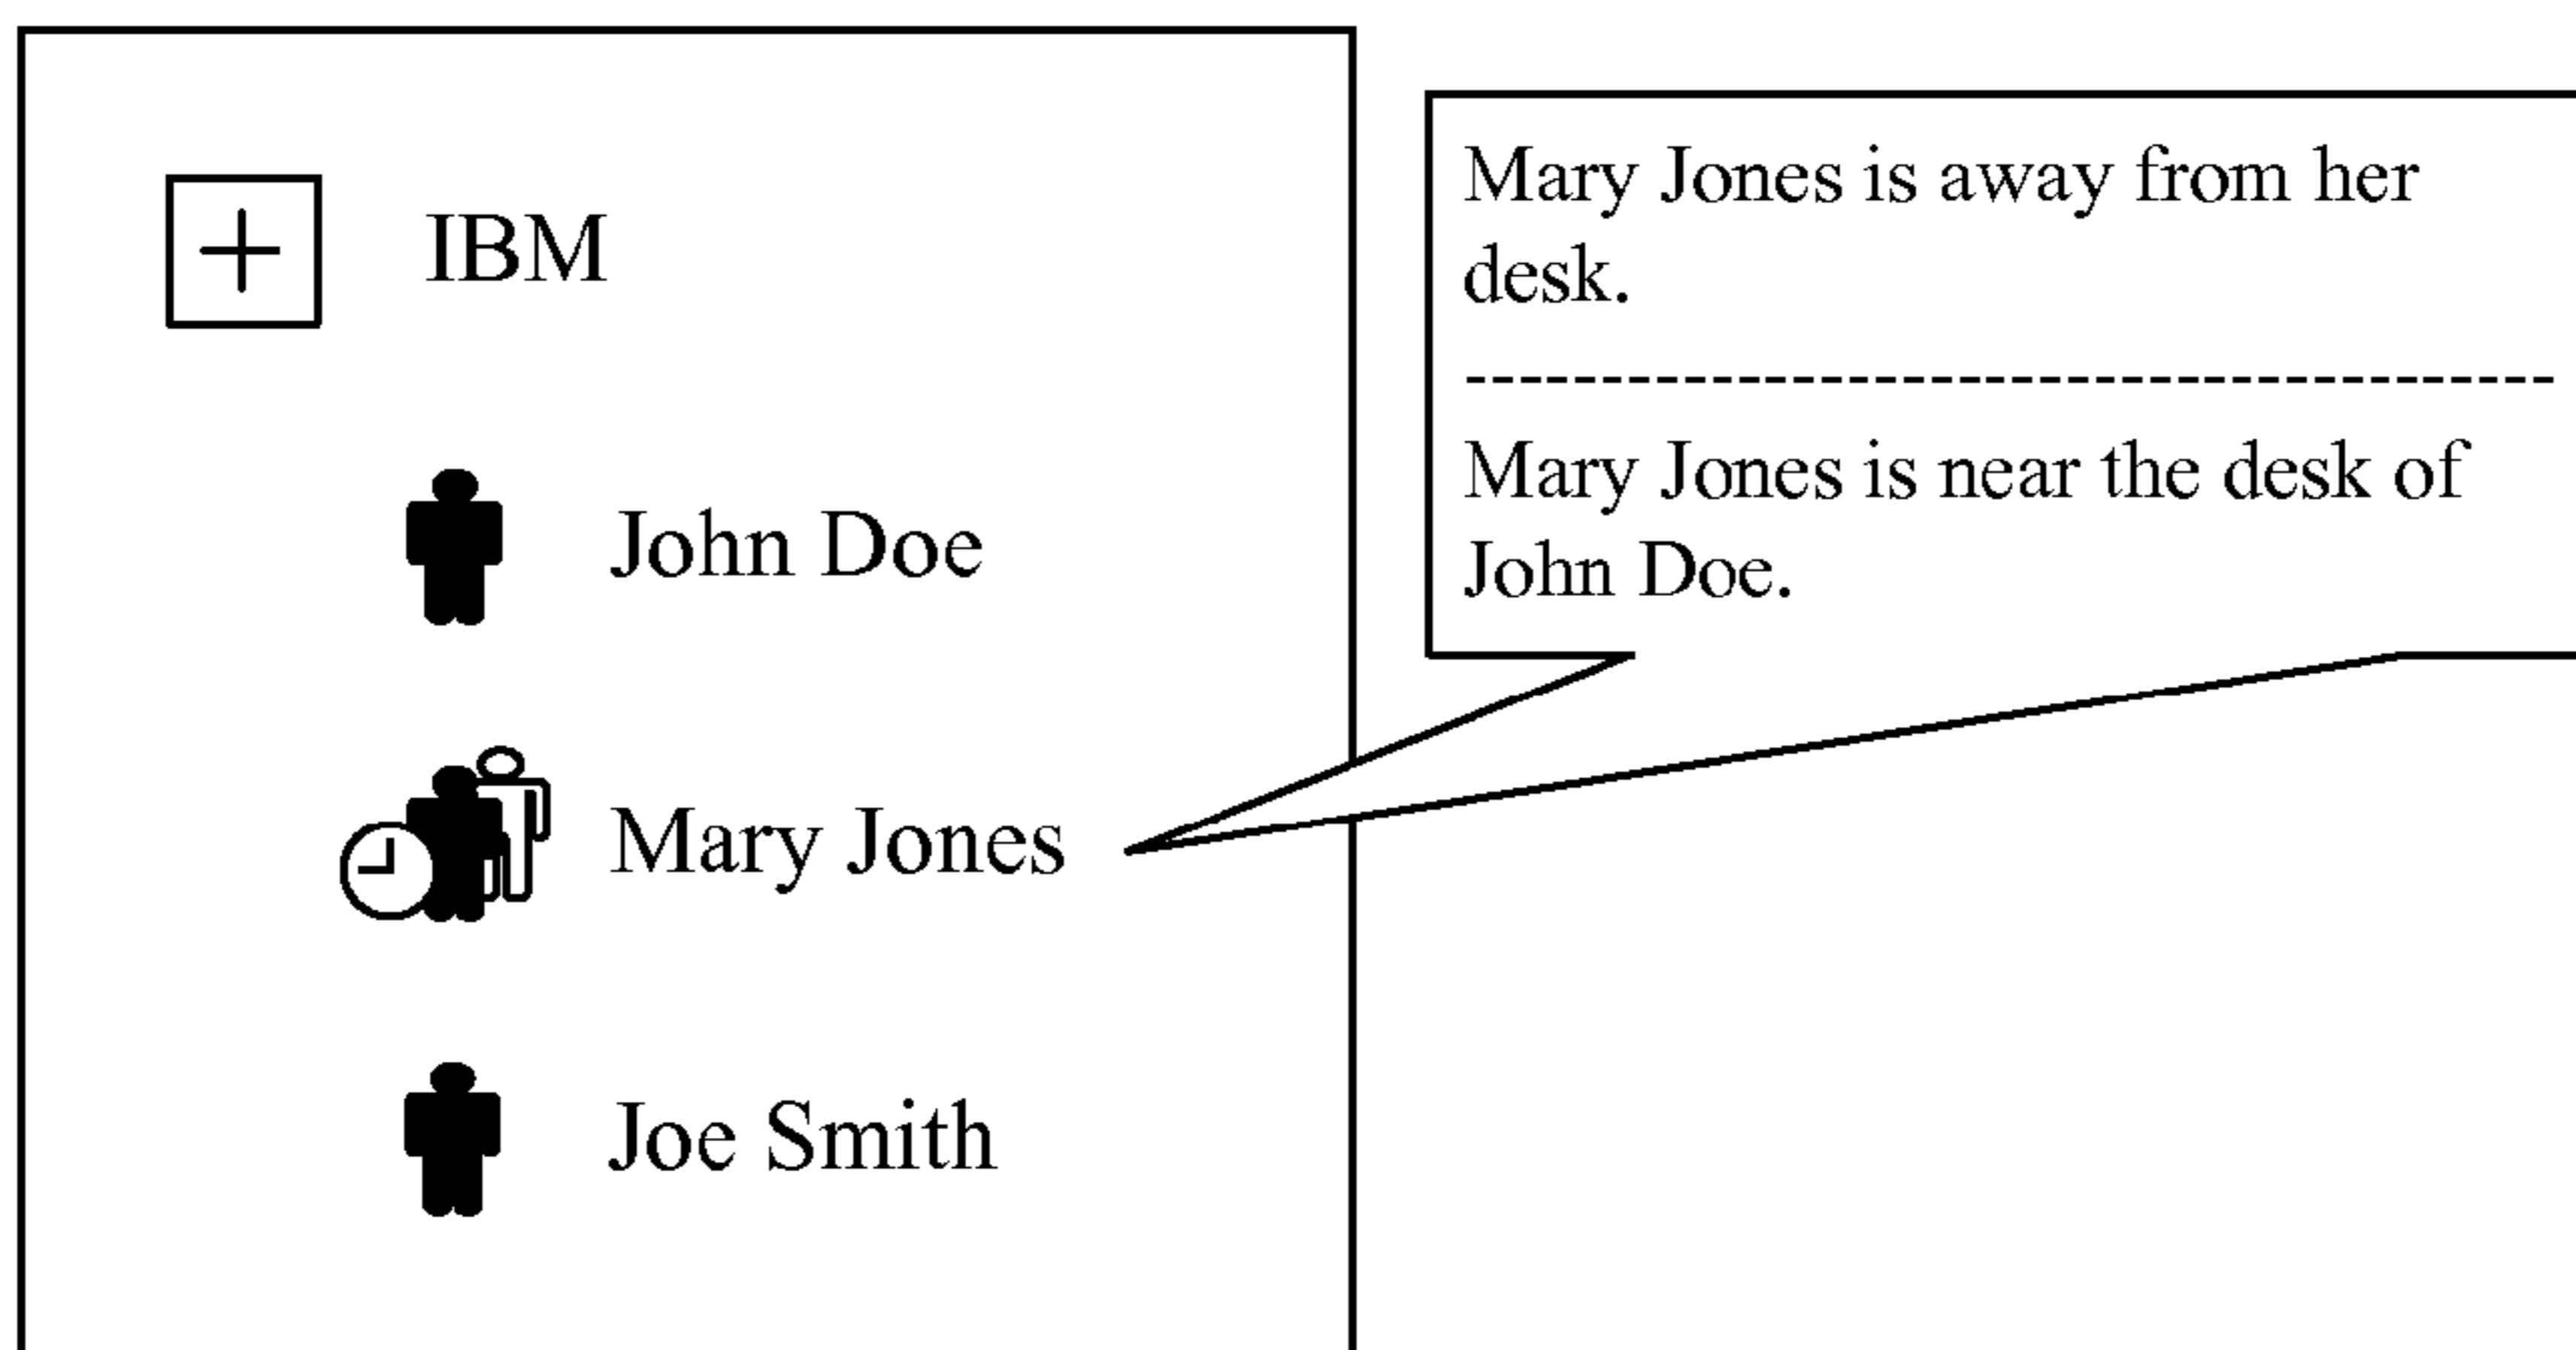 IBM
John Doe
Mary Jones
Joe Smith
Mary Jones is away from her
desk.
Mary Jones is near the desk of
John Doe.